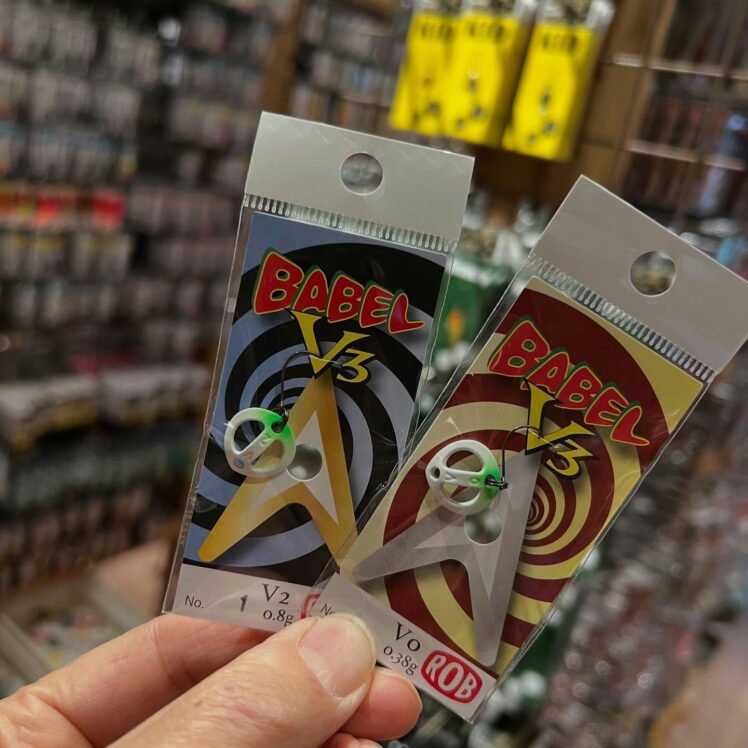 BABEL
V3
No. 1
V2
0.8g
BABEL
V3
No.
V0
0.38g
ROB